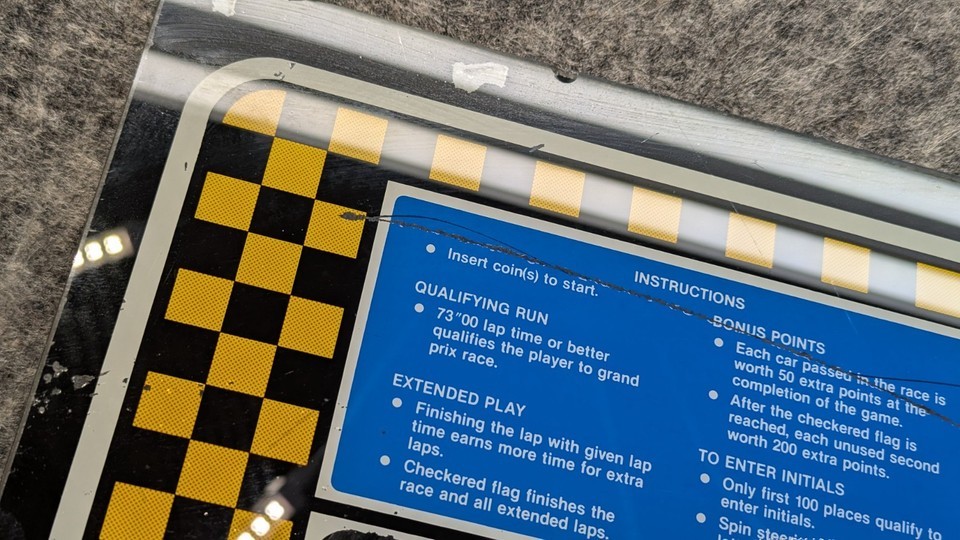 INSTRUCTIONS
Insert coin(s) to start.
QUALIFYING RUN
73"00 lap time or better
qualifies the player to grand
prix race.
EXTENDED PLAY
Finishing the lap with given lap
time earns more time for extra
laps.
Checkered flag finishes the
race and all extended laps.
BONUS POINTS
Each car passed in the race is
worth 50 extra points at the
completion of the game.
After the checkered flag is
reached, each unused second
worth 200 extra points.
TO ENTER INITIALS
Only first 100 places qualify to
enter initials.
Spin